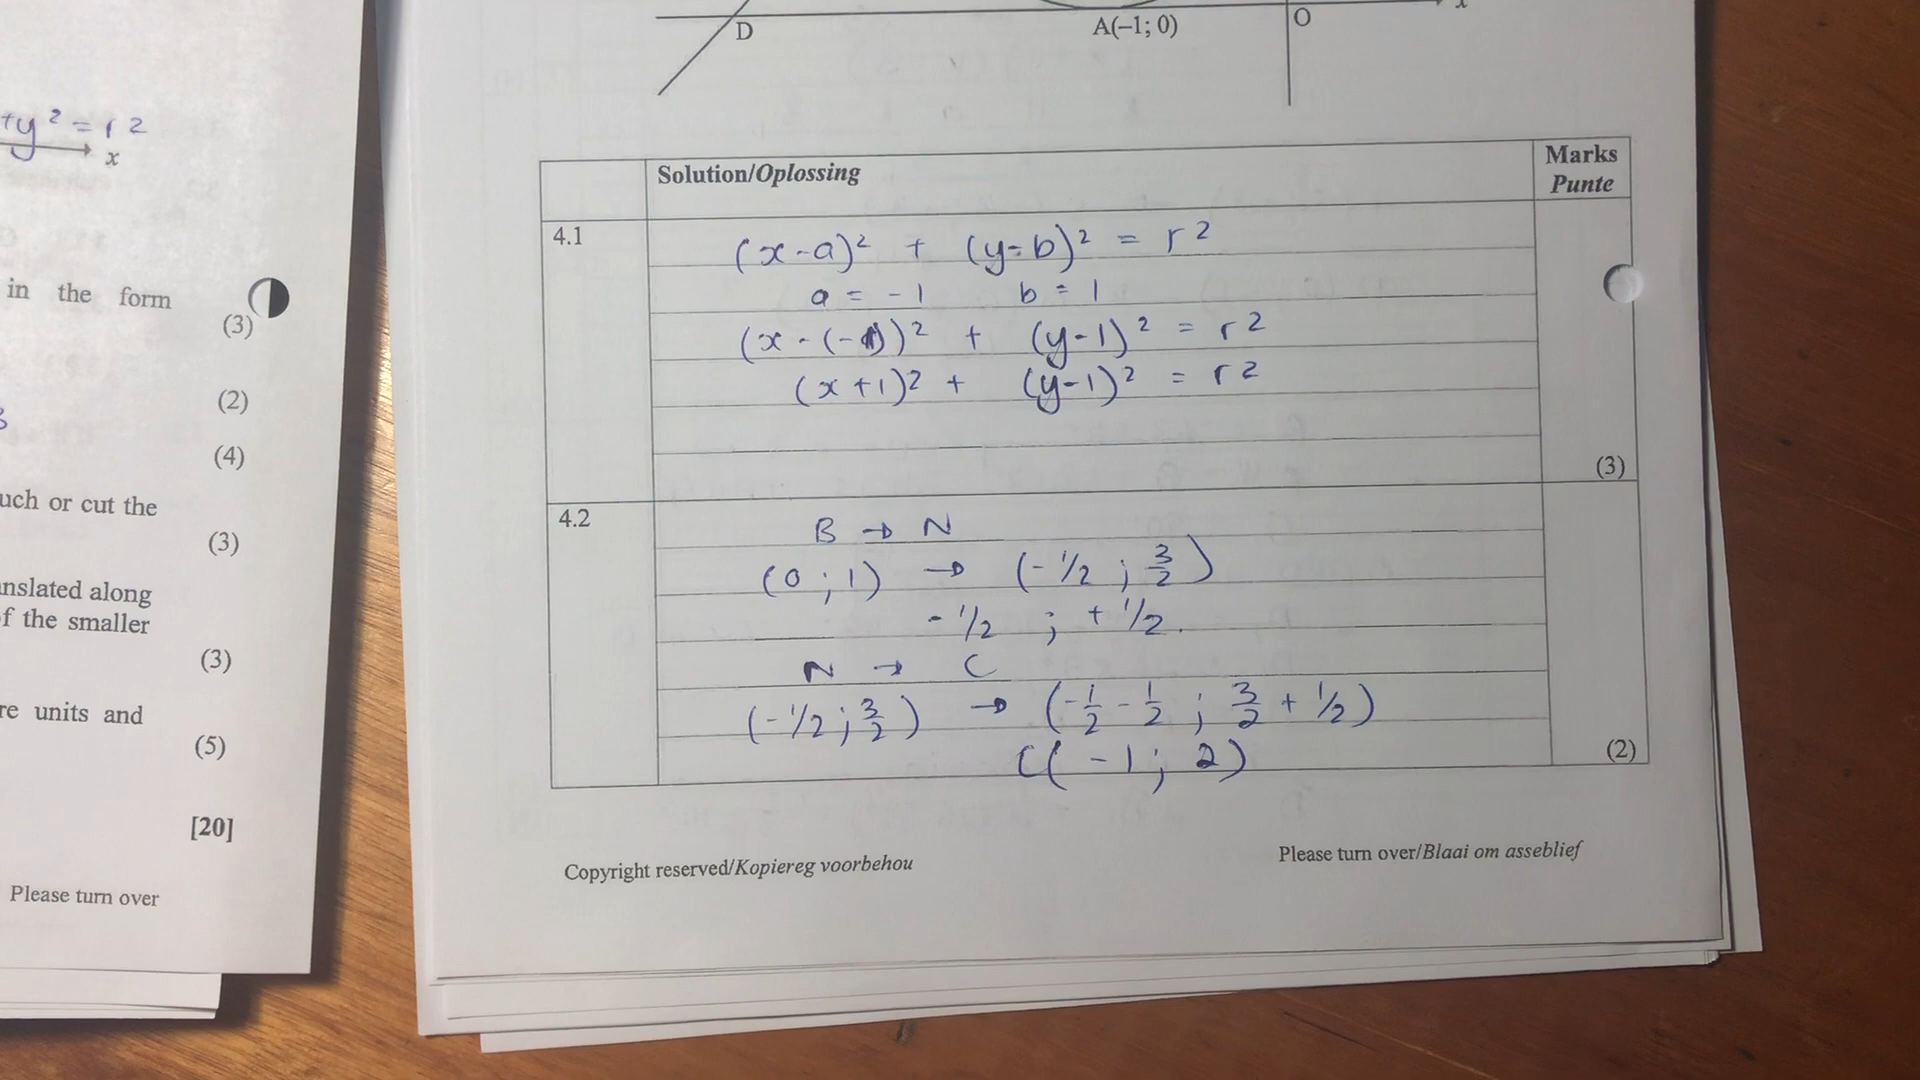 +y² = r²
x
in the form
(3)
(2)
(4)
uch or cut the
(3)
nslated along
f the smaller
(3)
re units and
(5)
[20]
Please turn over
D
A(–1; 0)
O
x
Solution/Oplossing
Marks
Punte
4.1
(x-a)² + (y-b)² = r²
a = -1 b = 1
(x-(-1))² + (y-1)² = r²
(x+1)² + (y-1)² = r²
(3)
4.2
B → N
(0 ; 1) → (-1/2 ; 3/2)
-1/2 ; +1/2.
N → C
(-1/2 ; 3/2) → (-1/2 - 1/2 ; 3/2 + 1/2)
C(-1 ; 2)
(2)
Copyright reserved/Kopiereg voorbehou
Please turn over/Blaai om asseblief